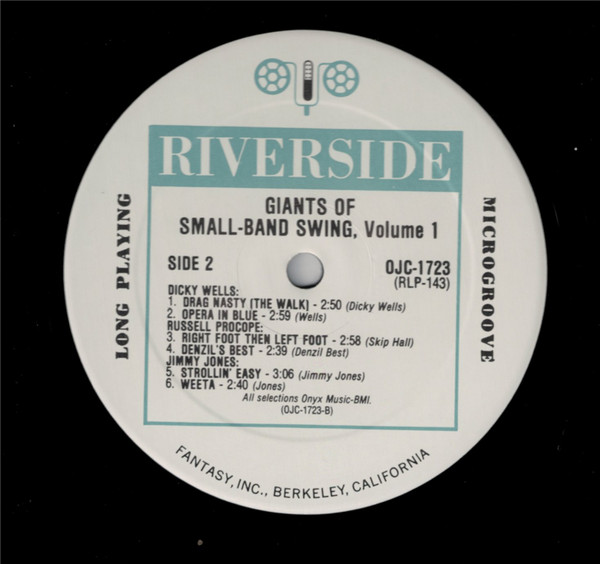 RIVERSIDE
GIANTS OF
SMALL-BAND SWING, Volume 1
LONG PLAYING
MICROGROOVE
SIDE 2
OJC-1723
(RLP-143)
DICKY WELLS:
1. DRAG NASTY [THE WALK] - 2:50 (Dicky Wells)
2. OPERA IN BLUE - 2:59 (Wells)
RUSSELL PROCOPE:
3. RIGHT FOOT THEN LEFT FOOT - 2:58 (Skip Hall)
4. DENZIL'S BEST - 2:39 (Denzil Best)
JIMMY JONES:
5. STROLLIN' EASY - 3:06 (Jimmy Jones)
6. WEETA - 2:40 (Jones)
All selections Onyx Music-BMI.
(OJC-1723-B)
FANTASY, INC., BERKELEY, CALIFORNIA